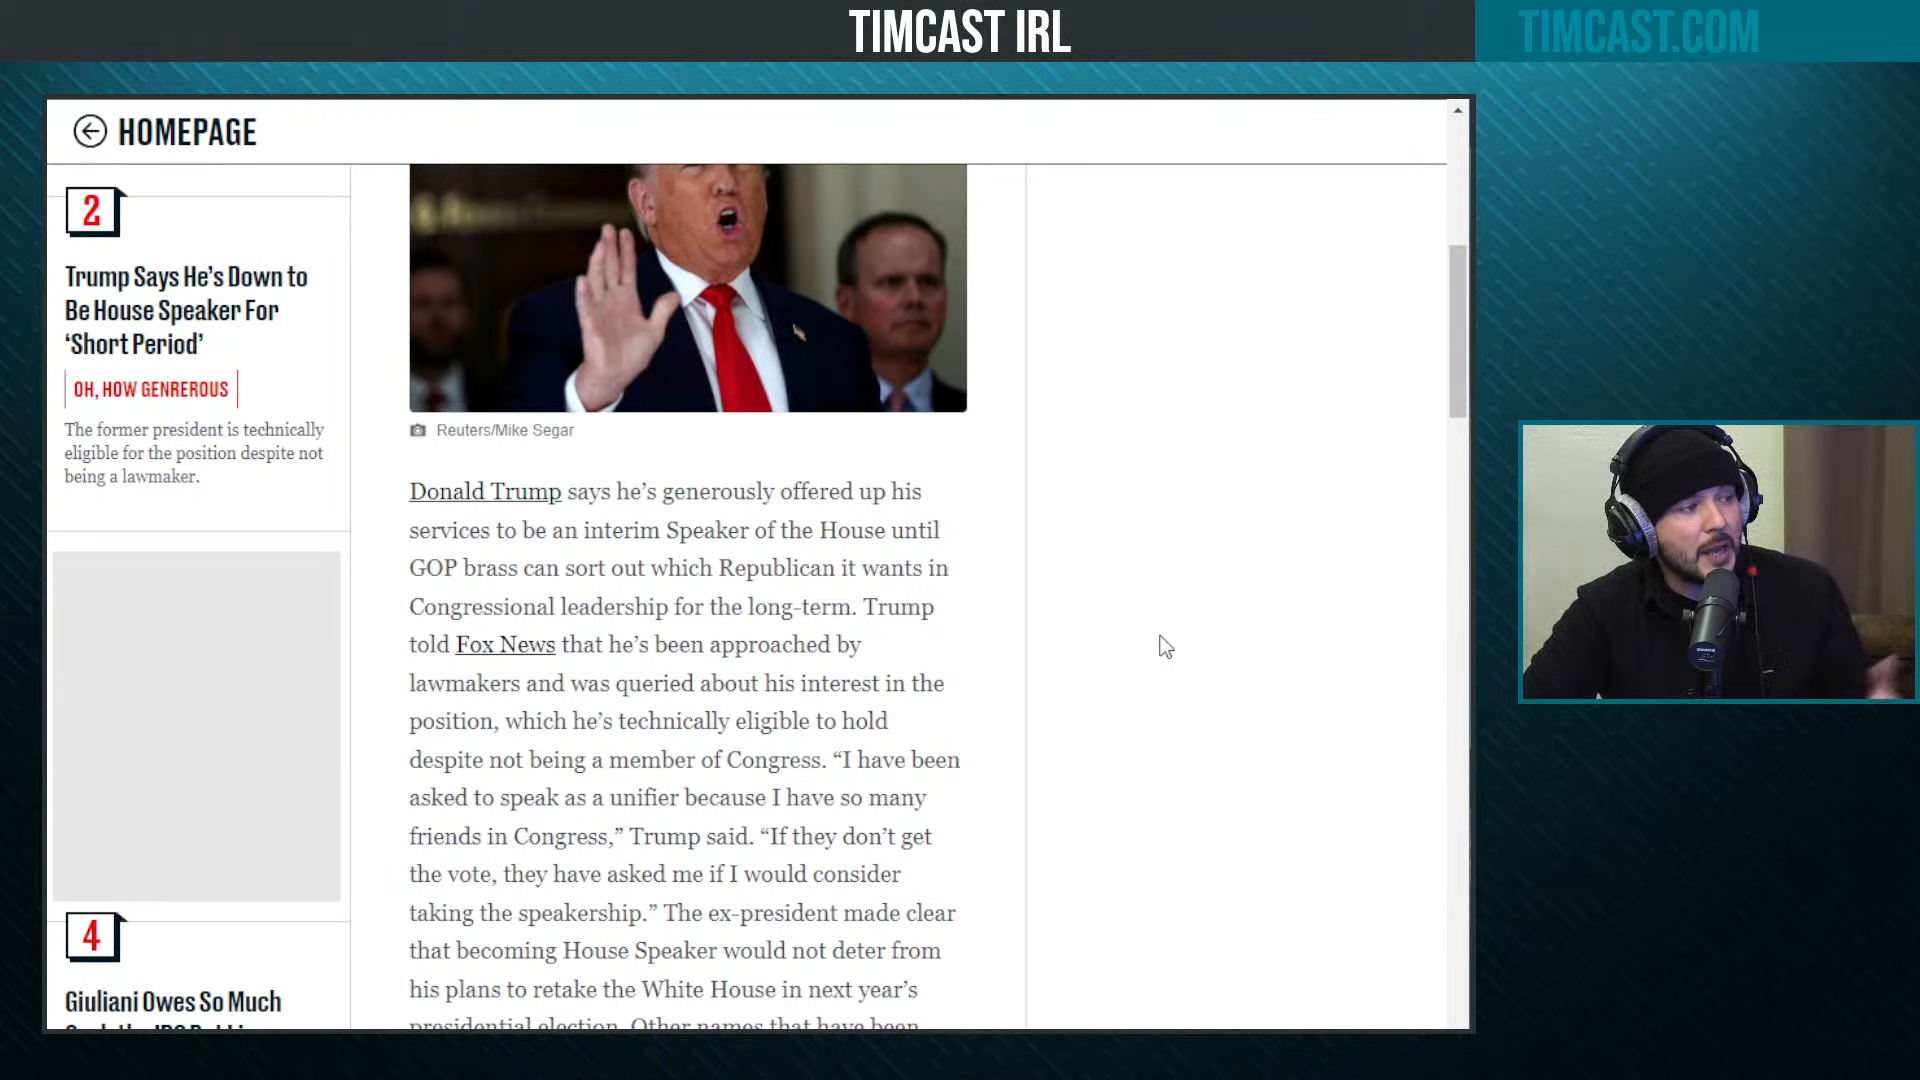 TIMCAST IRL
TIMCAST.COM
HOMEPAGE
2
Trump Says He's Down to
Be House Speaker For
‘Short Period’
OH, HOW GENREROUS
The former president is technically
eligible for the position despite not
being a lawmaker.
4
Giuliani Owes So Much
Reuters/Mike Segar
Donald Trump says he’s generously offered up his
services to be an interim Speaker of the House until
GOP brass can sort out which Republican it wants in
Congressional leadership for the long-term. Trump
told Fox News that he’s been approached by
lawmakers and was queried about his interest in the
position, which he’s technically eligible to hold
despite not being a member of Congress. “I have been
asked to speak as a unifier because I have so many
friends in Congress,” Trump said. “If they don’t get
the vote, they have asked me if I would consider
taking the speakership.” The ex-president made clear
that becoming House Speaker would not deter from
his plans to retake the White House in next year’s
presidential election. Other names that have been